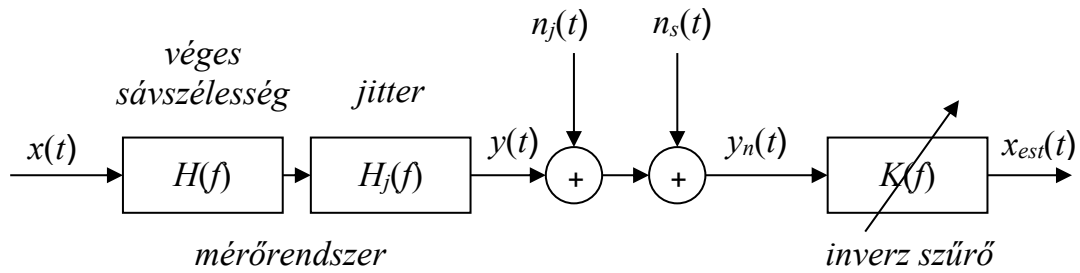 n_j(t)
n_s(t)
véges
sávszélesség
jitter
x(t)
H(f)
H_j(f)
y(t)
+
+
y_n(t)
K(f)
x_est(t)
mérőrendszer
inverz szűrő